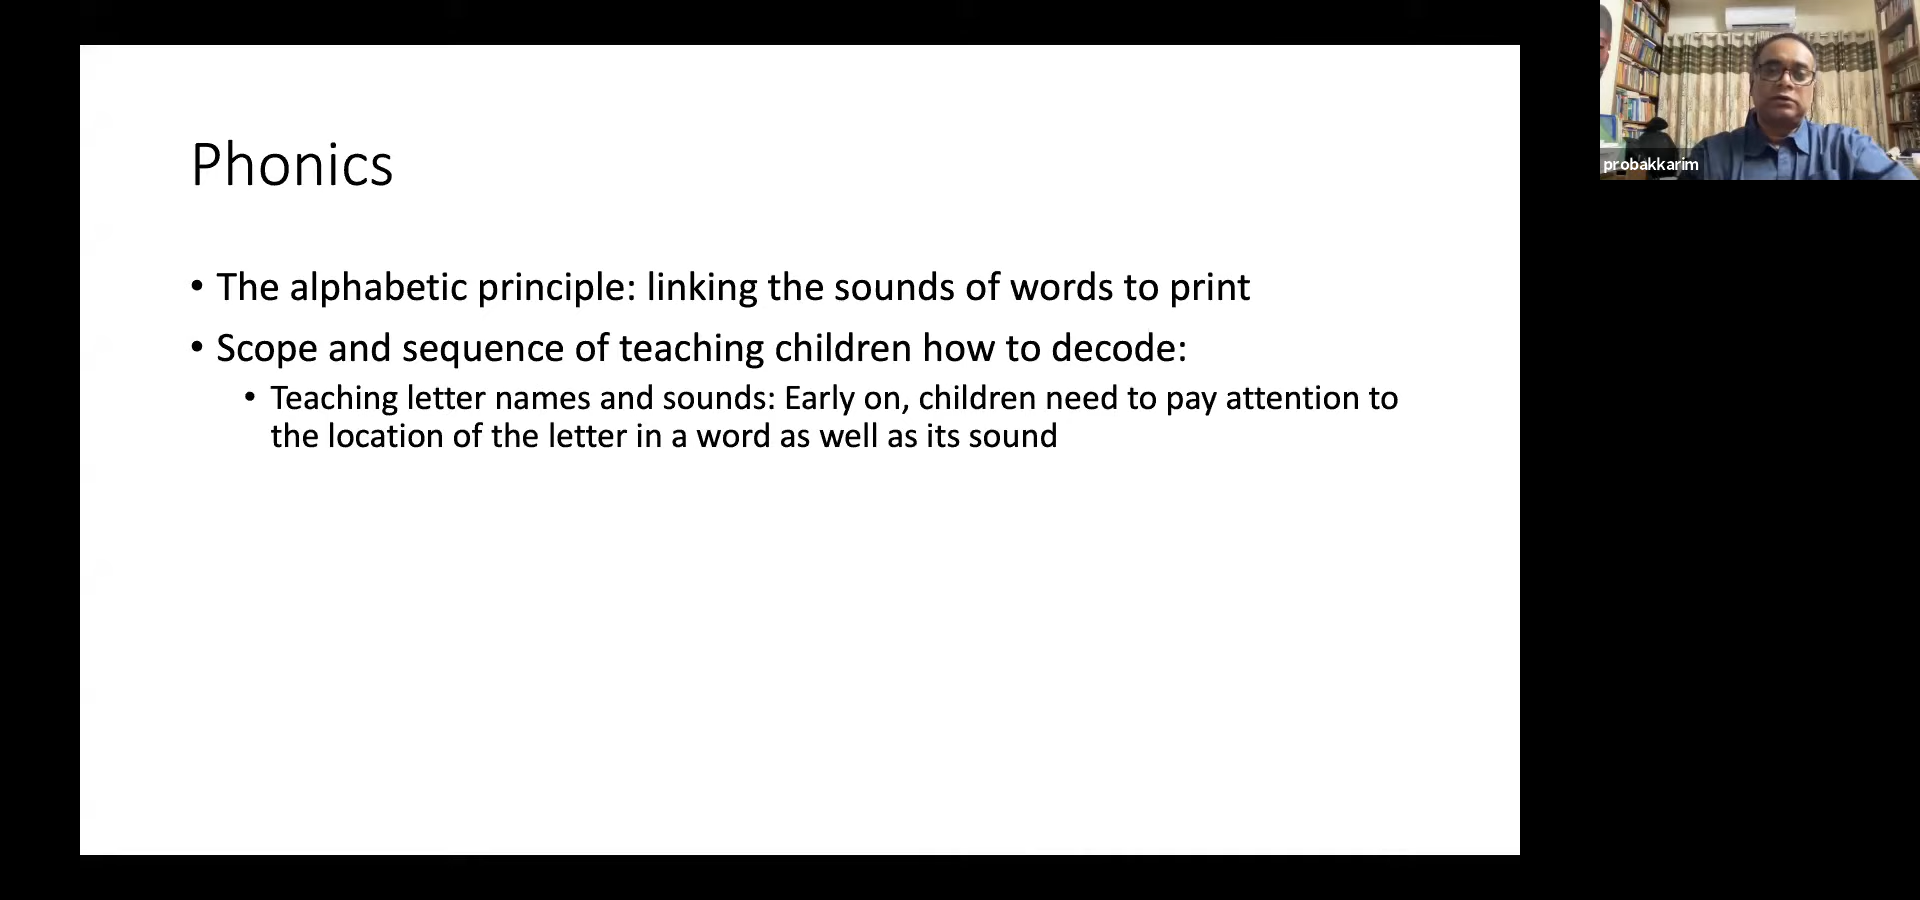 Phonics
• The alphabetic principle: linking the sounds of words to print
• Scope and sequence of teaching children how to decode:
• Teaching letter names and sounds: Early on, children need to pay attention to
the location of the letter in a word as well as its sound
probakkarim